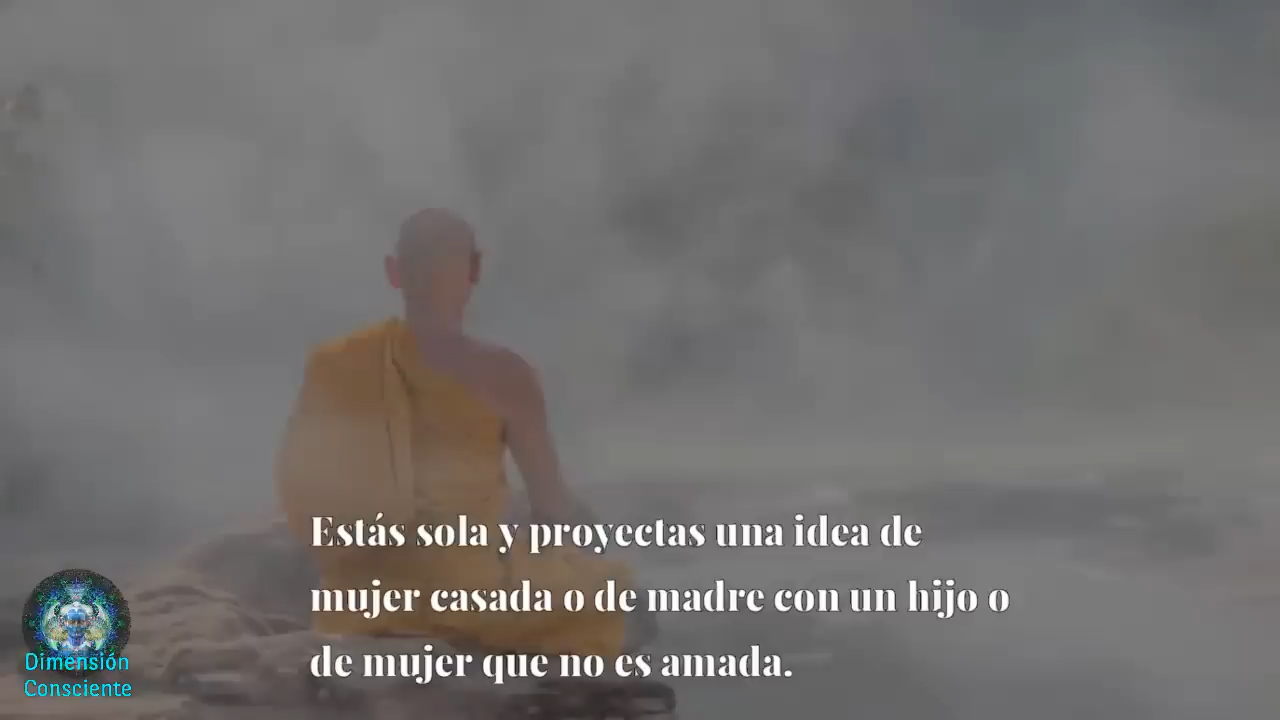 Estás sola y proyectas una idea de
mujer casada o de madre con un hijo o
de mujer que no es amada.
Dimensión
Consciente